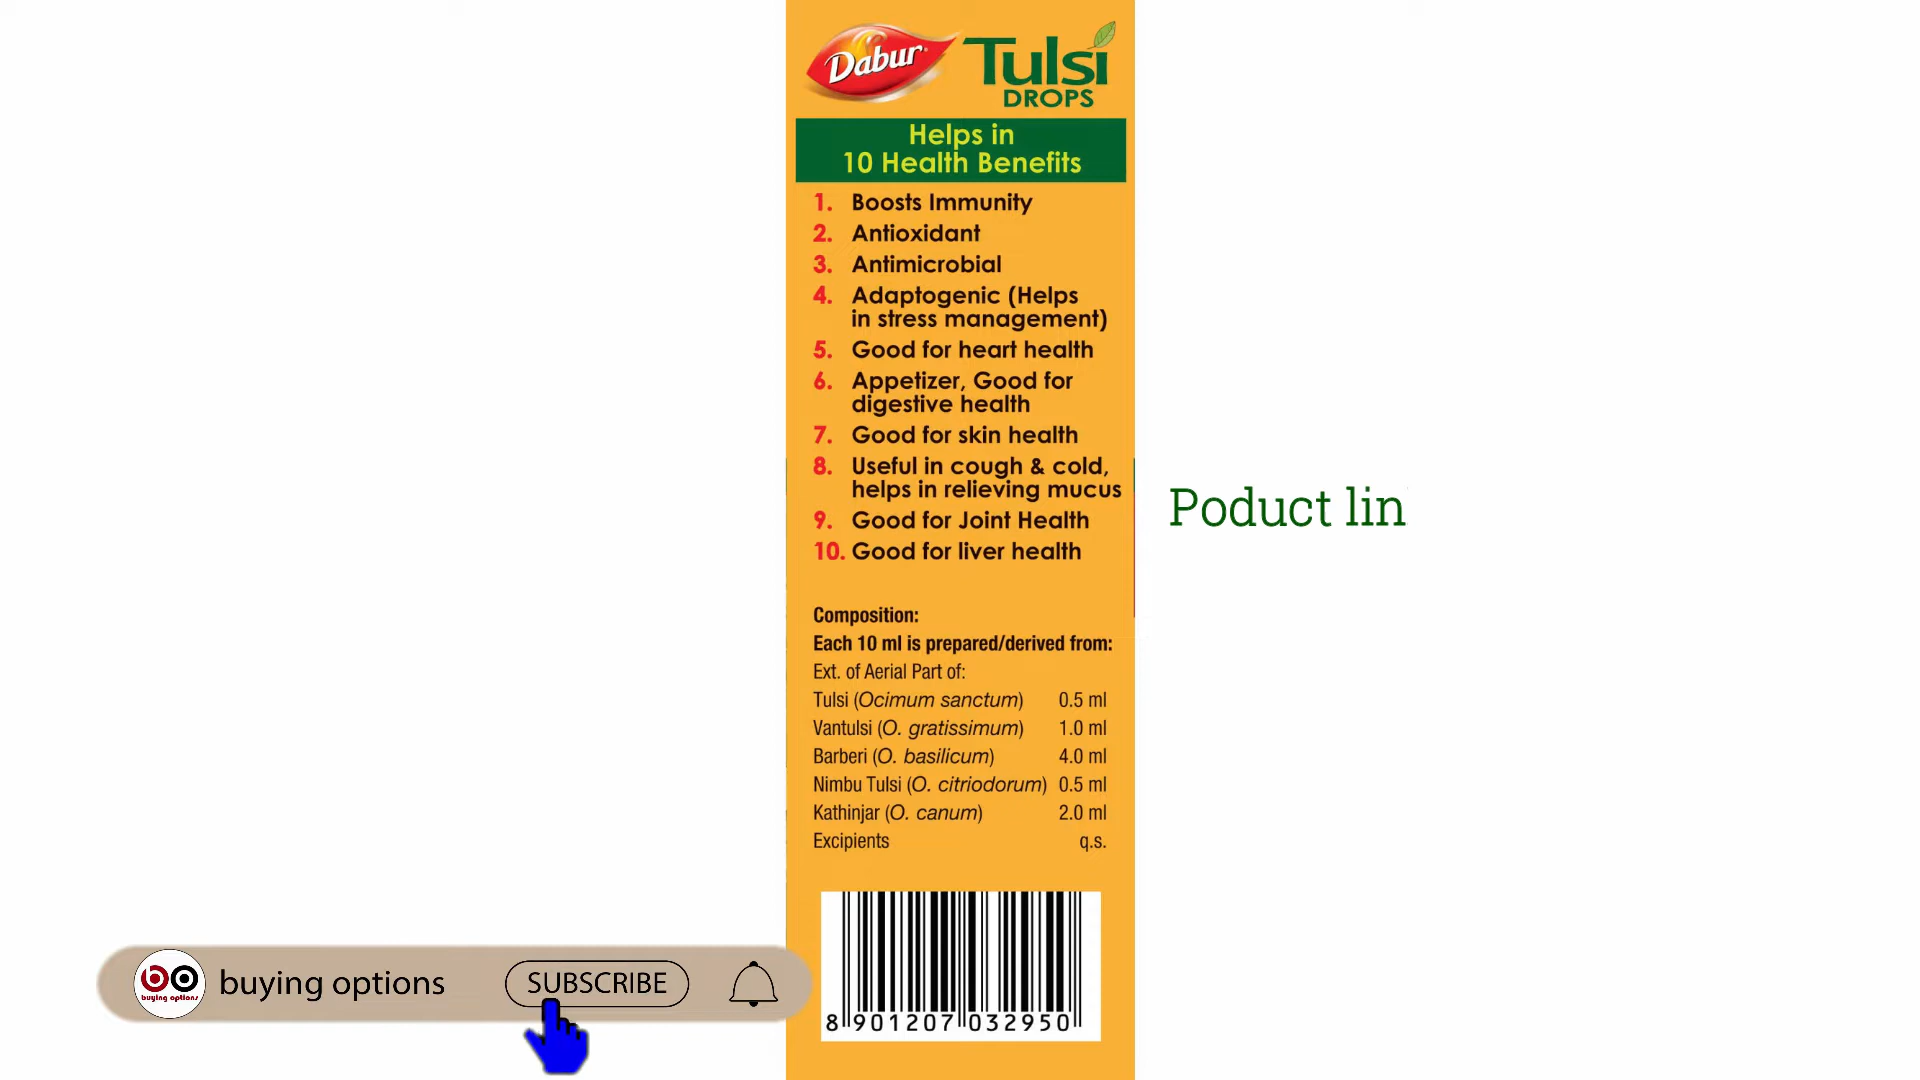 Dabur
Tulsi
DROPS
Helps in
10 Health Benefits
1. Boosts Immunity
2. Antioxidant
3. Antimicrobial
4. Adaptogenic (Helps
in stress management)
5. Good for heart health
6. Appetizer, Good for
digestive health
7. Good for skin health
8. Useful in cough & cold,
helps in relieving mucus
9. Good for Joint Health
10. Good for liver health
Poduct lin
Composition:
Each 10 ml is prepared/derived from:
Ext. of Aerial Part of:
Tulsi (Ocimum sanctum) 0.5 ml
Vantulsi (O. gratissimum) 1.0 ml
Barberi (O. basilicum) 4.0 ml
Nimbu Tulsi (O. citriodorum) 0.5 ml
Kathinjar (O. canum) 2.0 ml
Excipients q.s.
8 901207 032950
bo
buying options
buying options
SUBSCRIBE